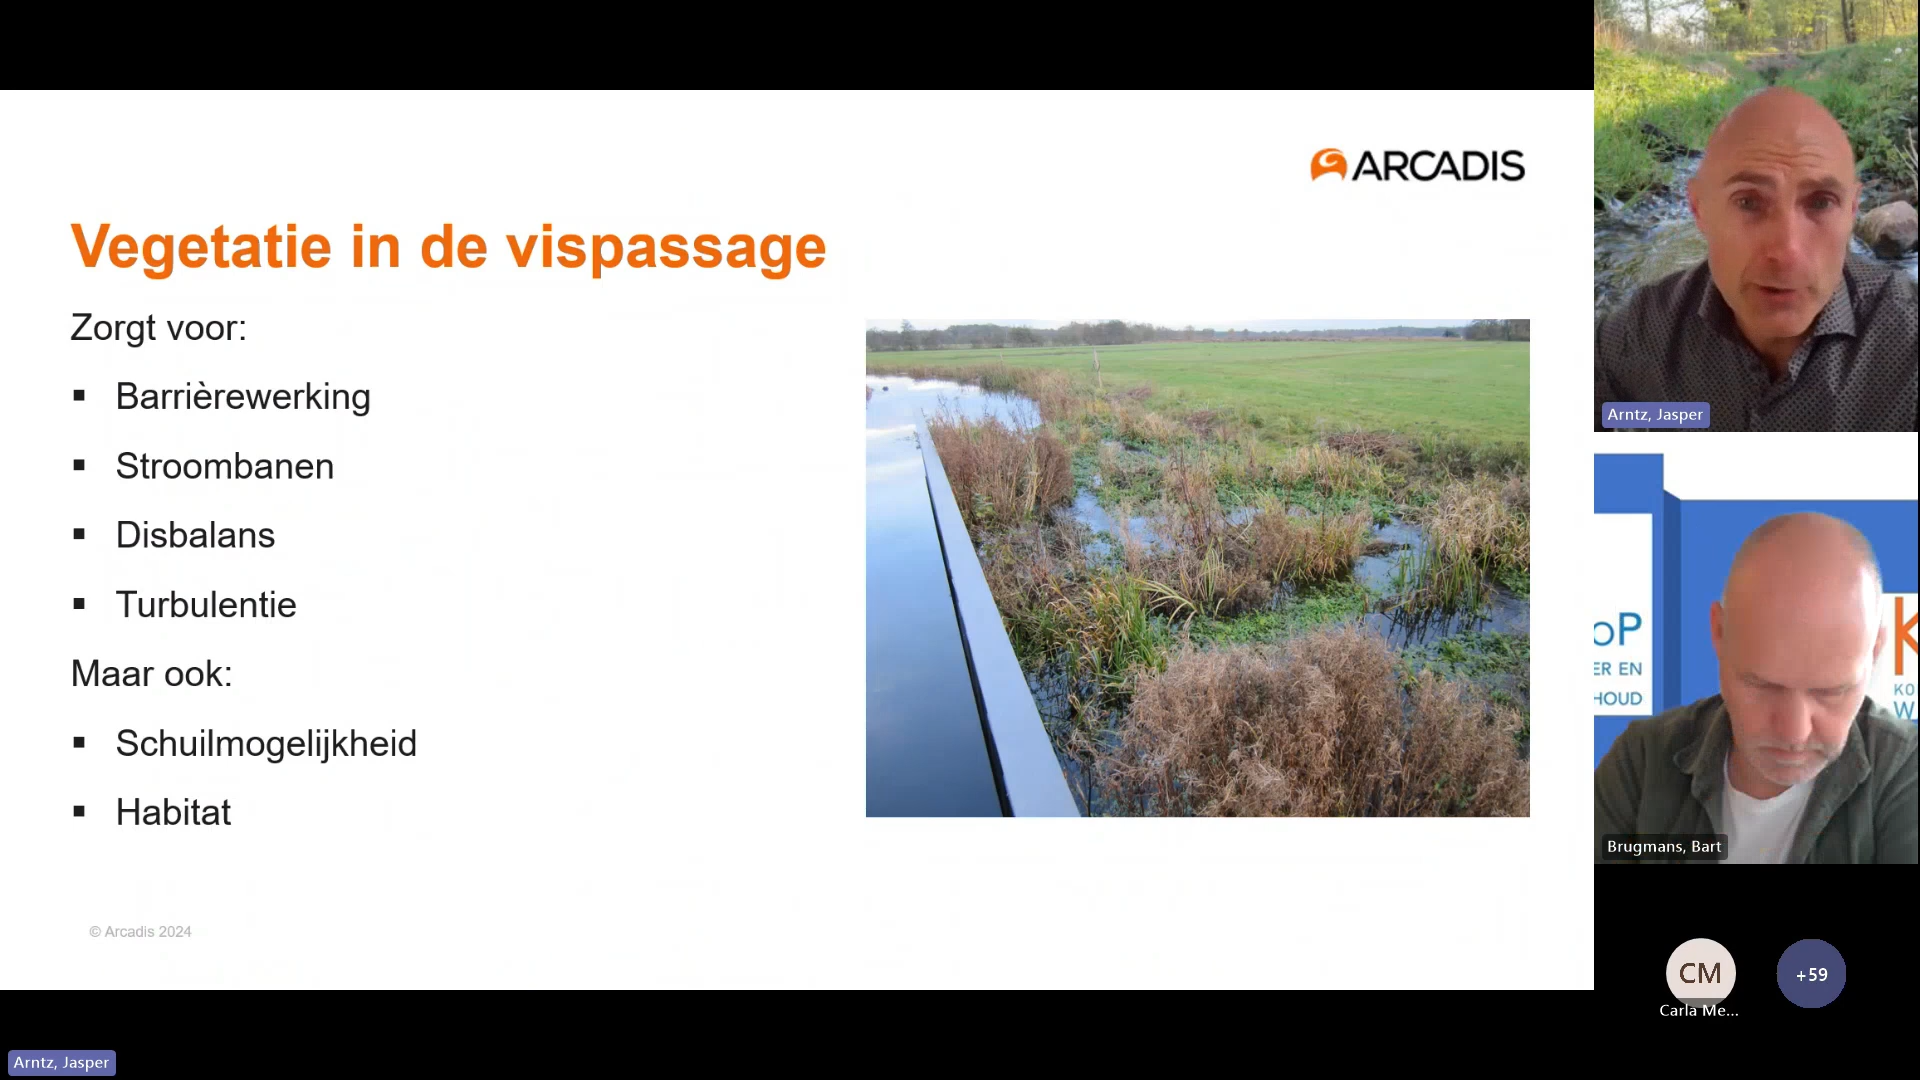 ARCADIS
Vegetatie in de vispassage
Zorgt voor:
▪ Barrièrewerking
▪ Stroombanen
▪ Disbalans
▪ Turbulentie
Maar ook:
▪ Schuilmogelijkheid
▪ Habitat
© Arcadis 2024
Arntz, Jasper
Arntz, Jasper
oP
ER EN
HOUD
K
KO
W
Brugmans, Bart
CM
+59
Carla Me...